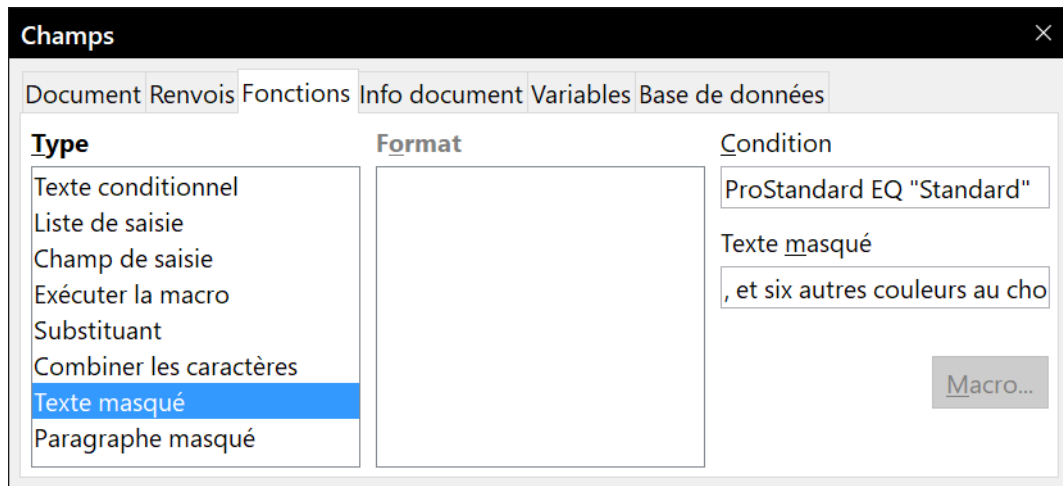 Champs
Document Renvois Fonctions Info document Variables Base de données
Type
Texte conditionnel
Liste de saisie
Champ de saisie
Exécuter la macro
Substituant
Combiner les caractères
Texte masqué
Paragraphe masqué
Format
Condition
ProStandard EQ "Standard"
Texte masqué
, et six autres couleurs au cho
Macro...